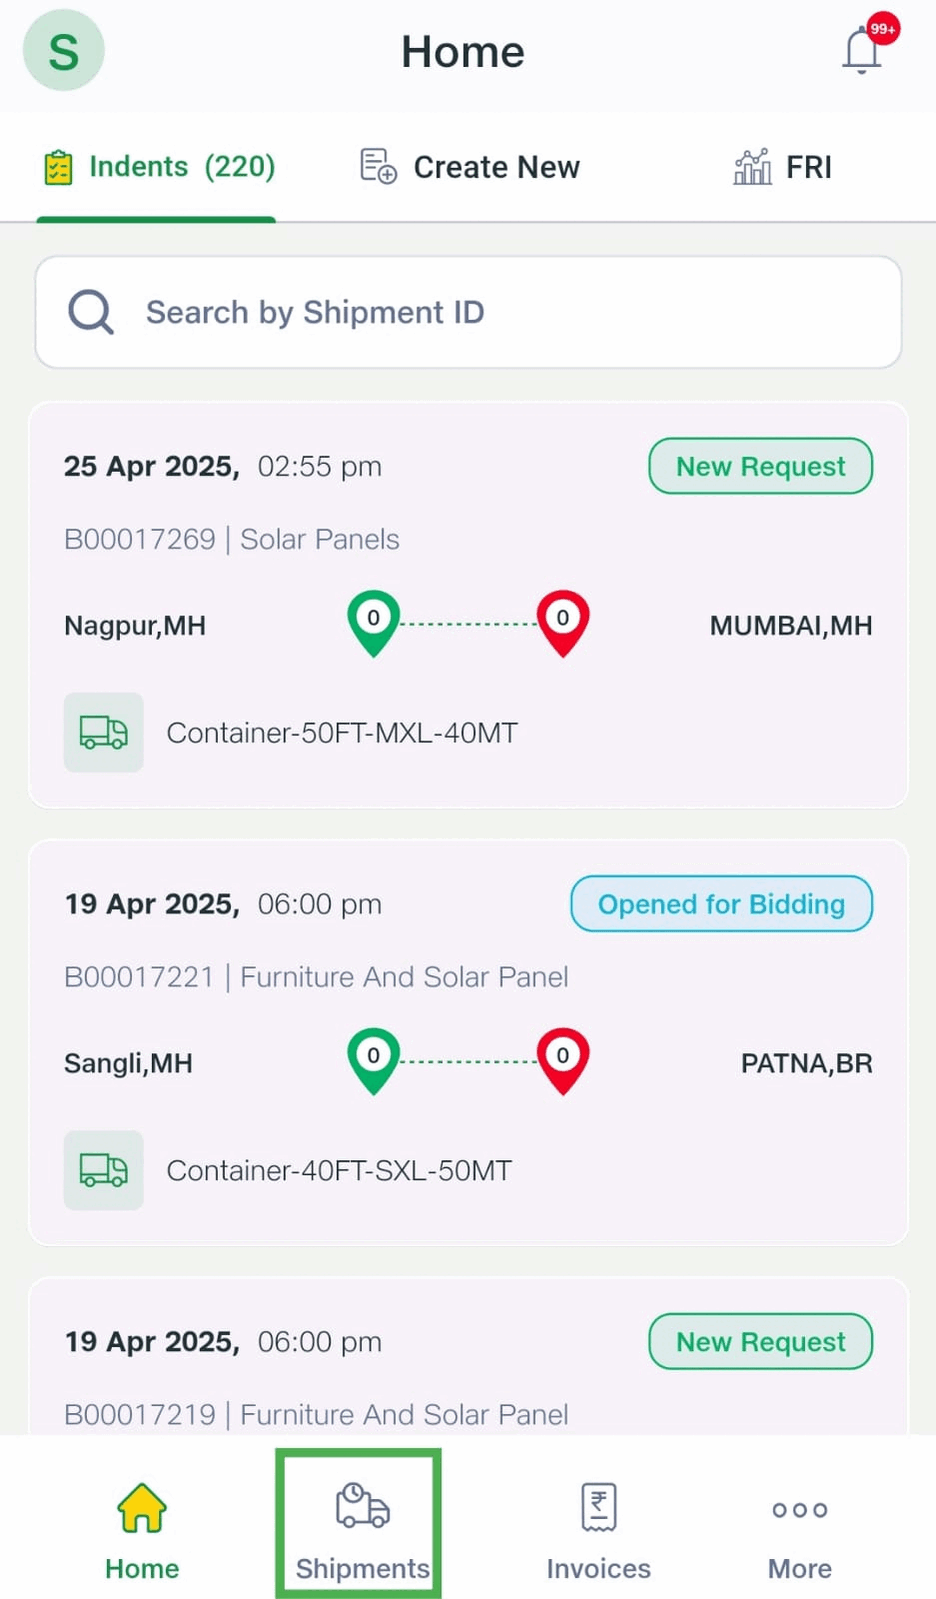 S
Home
99+
Indents (220)
Create New
FRI
Search by Shipment ID
25 Apr 2025, 02:55 pm
New Request
B00017269 | Solar Panels
Nagpur,MH
0
0
MUMBAI,MH
Container-50FT-MXL-40MT
19 Apr 2025, 06:00 pm
Opened for Bidding
B00017221 | Furniture And Solar Panel
Sangli,MH
0
0
PATNA,BR
Container-40FT-SXL-50MT
19 Apr 2025, 06:00 pm
New Request
B00017219 | Furniture And Solar Panel
₹
Home
Shipments
Invoices
More